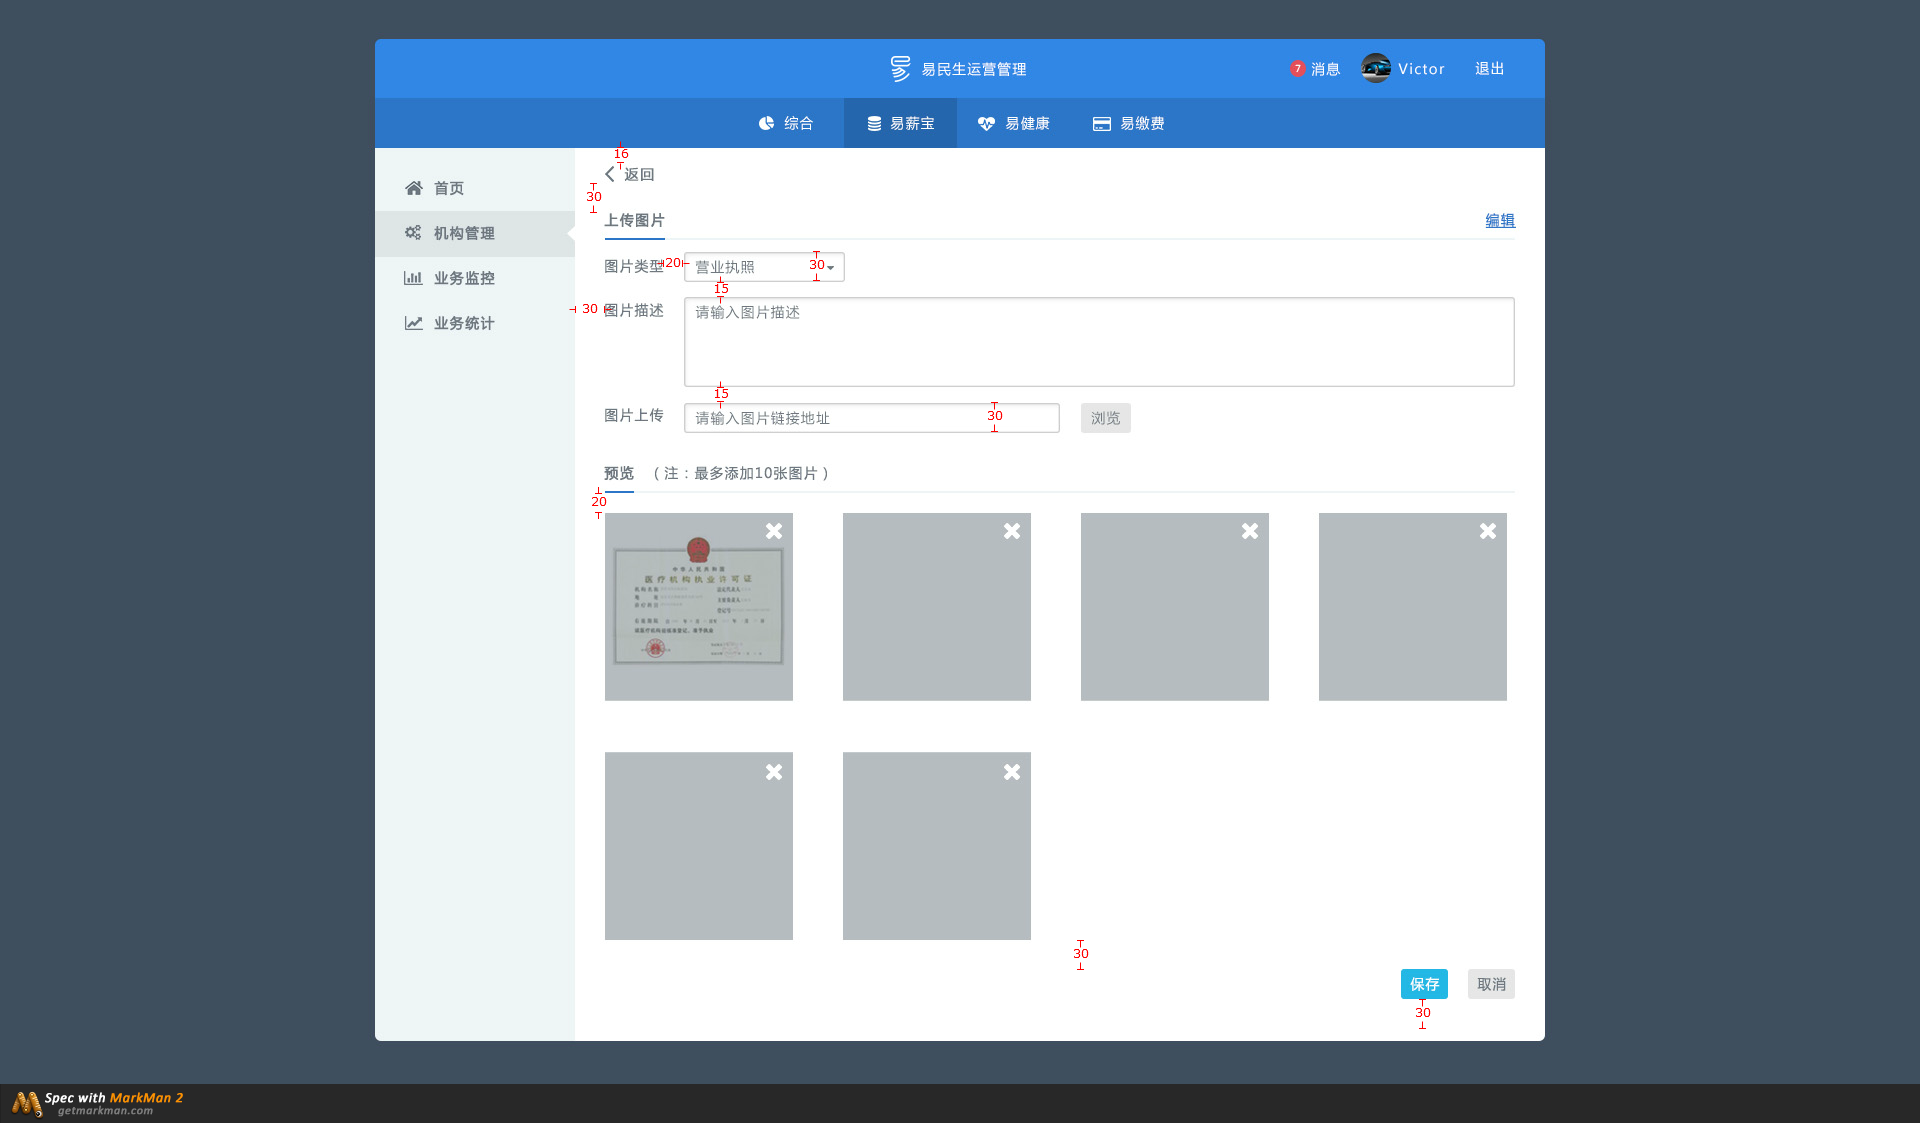 易民生运营管理
7 消息 Victor 退出
综合 易薪宝 易健康 易缴费
16
返回
首页
30
上传图片 编辑
机构管理
图片类型 20 营业执照 30
业务监控
15
30 图片描述 请输入图片描述
业务统计
15
图片上传 请输入图片链接地址 30 浏览
预览 （注：最多添加10张图片）
20
中华人民共和国
医疗机构执业许可证
30
保存 取消
30
Spec with MarkMan 2
getmarkman.com